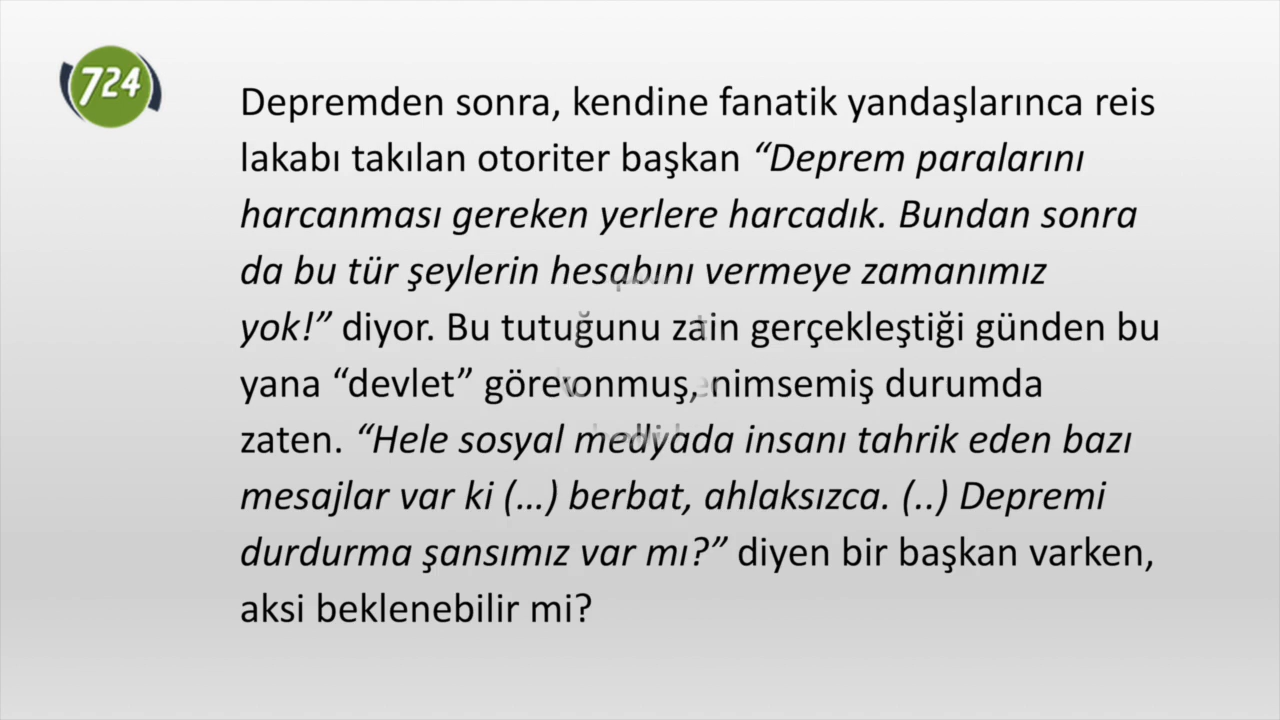 724
Depremden sonra, kendine fanatik yandaşlarınca reis
lakabı takılan otoriter başkan “Deprem paralarını
harcanması gereken yerlere harcadık. Bundan sonra
da bu tür şeylerin hesabını vermeye zamanımız
yok!” diyor. Bu tutuğunu zain gerçekleştiği günden bu
yana “devlet” nimsemiş durumda
zaten. “Hele sosyal medyada insanı tahrik eden bazı
mesajlar var ki (…) berbat, ahlaksızca. (..) Depremi
durdurma şansımız var mı?” diyen bir başkan varken,
aksi beklenebilir mi?